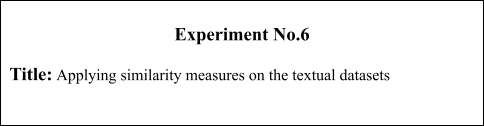 Experiment No.6
Title: Applying similarity measures on the textual datasets